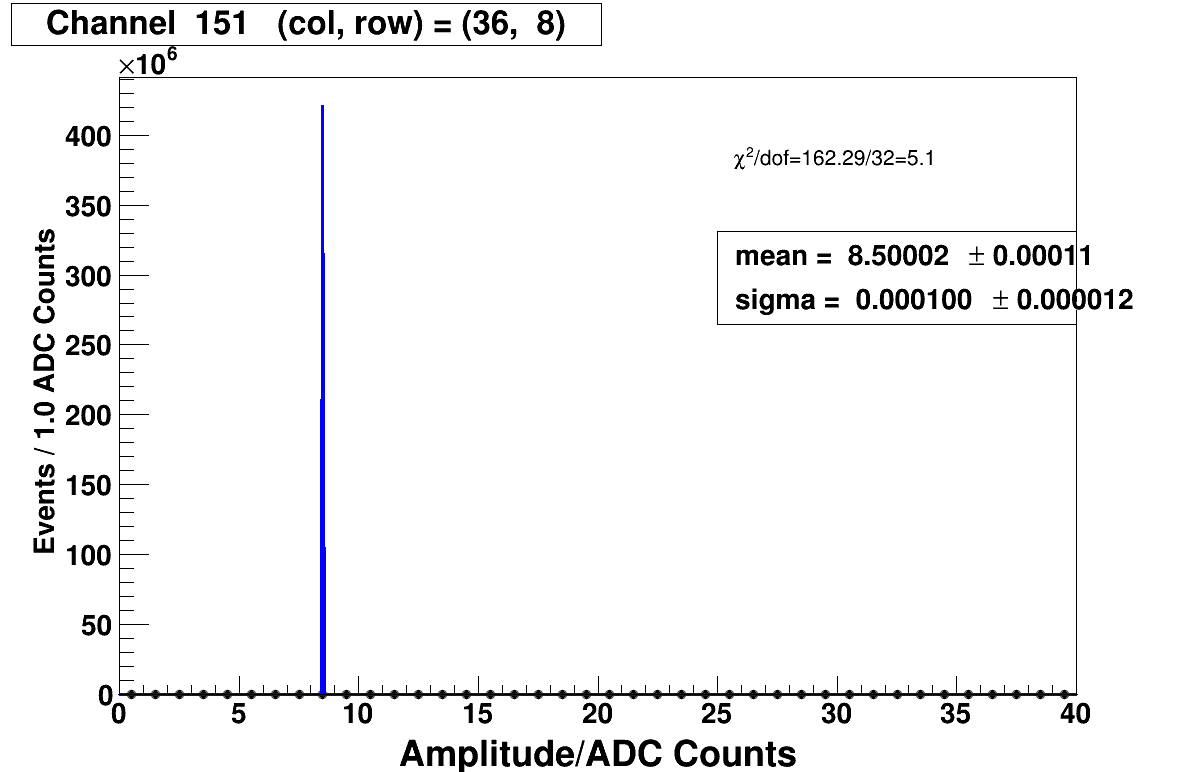 Channel 151 (col, row) = (36, 8)
×10⁶
400
350
300
250
200
150
100
50
0
Events / 1.0 ADC Counts
χ²/dof=162.29/32=5.1
mean = 8.50002 ± 0.00011
sigma = 0.000100 ± 0.000012
0 5 10 15 20 25 30 35 40
Amplitude/ADC Counts